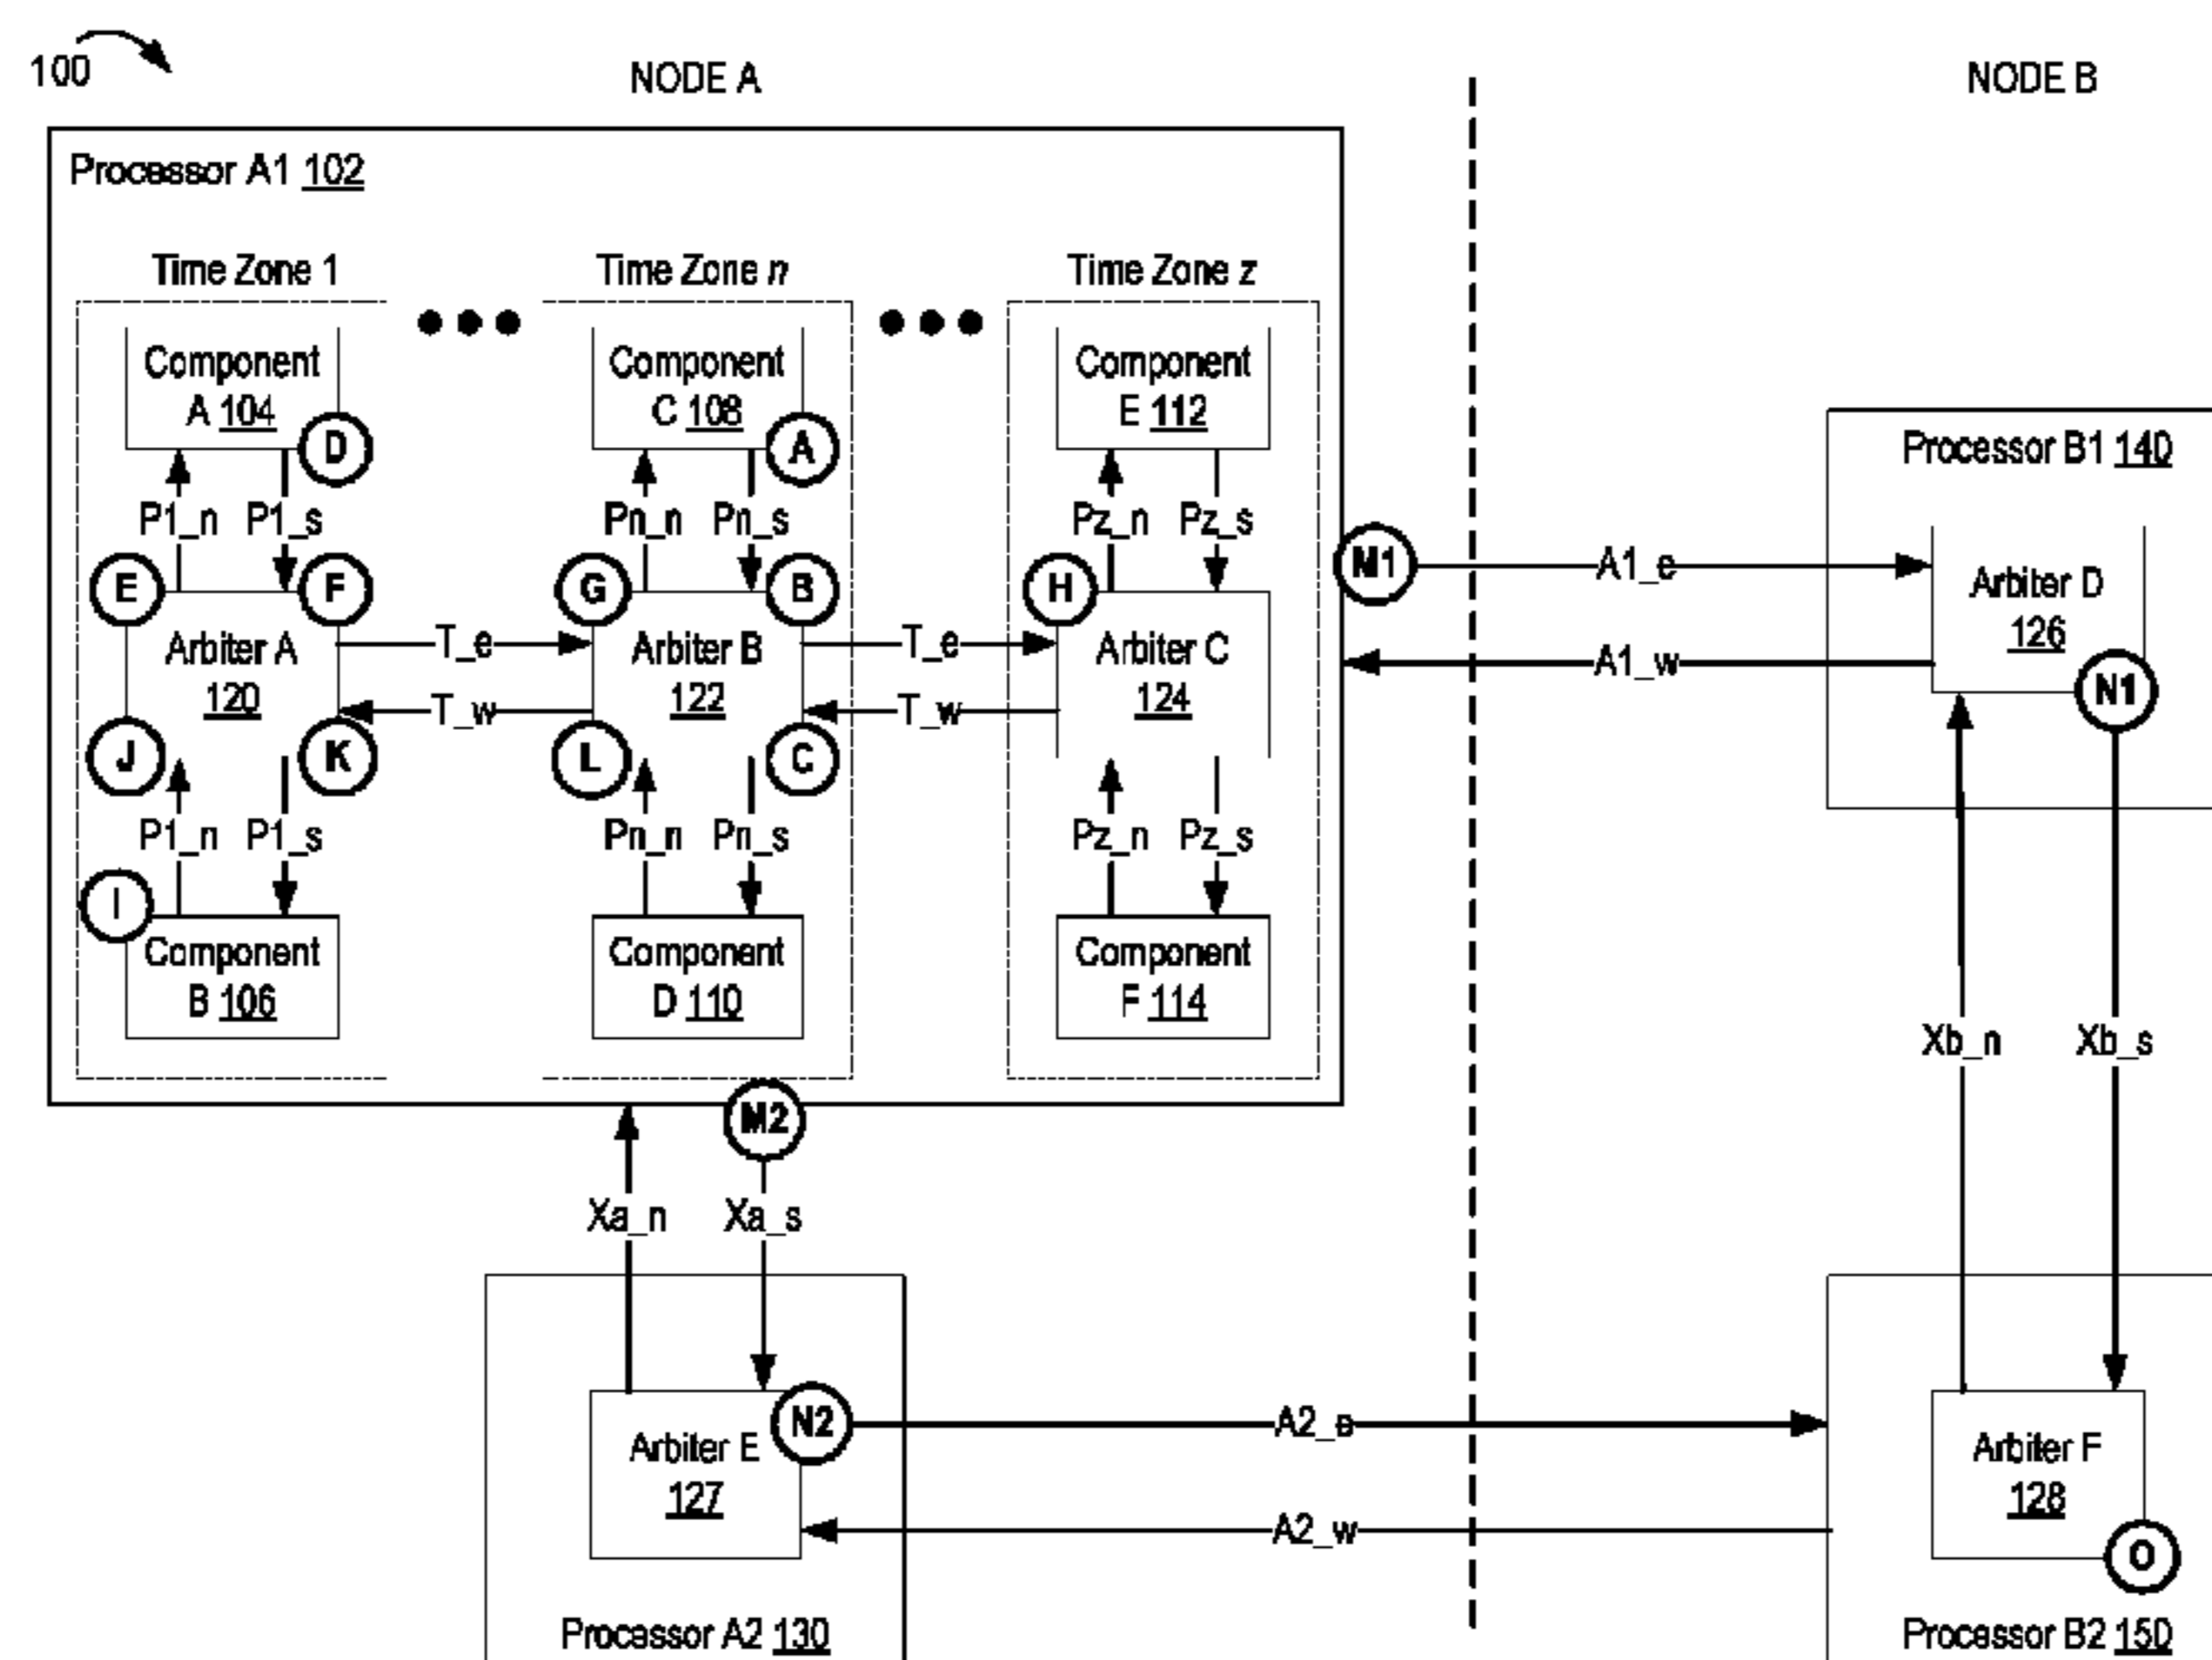 100
NODE A
NODE B
Processor A1 102
Time Zone 1
Time Zone n
Time Zone z
Component
A 104
Component
C 108
Component
E 112
D
A
Processor B1 140
P1_n
P1_s
Pn_n
Pn_s
Pz_n
Pz_s
E
F
G
B
H
M1
A1_e
Arbiter A
120
T_e
Arbiter B
122
T_e
Arbiter C
124
Arbiter D
126
A1_w
N1
T_w
T_w
J
K
L
C
P1_n
P1_s
Pn_n
Pn_s
Pz_n
Pz_s
I
Component
B 106
Component
D 110
Component
F 114
Xb_n
Xb_s
M2
Xa_n
Xa_s
N2
A2_e
Arbiter E
127
Arbiter F
128
A2_w
O
Processor A2 130
Processor B2 150